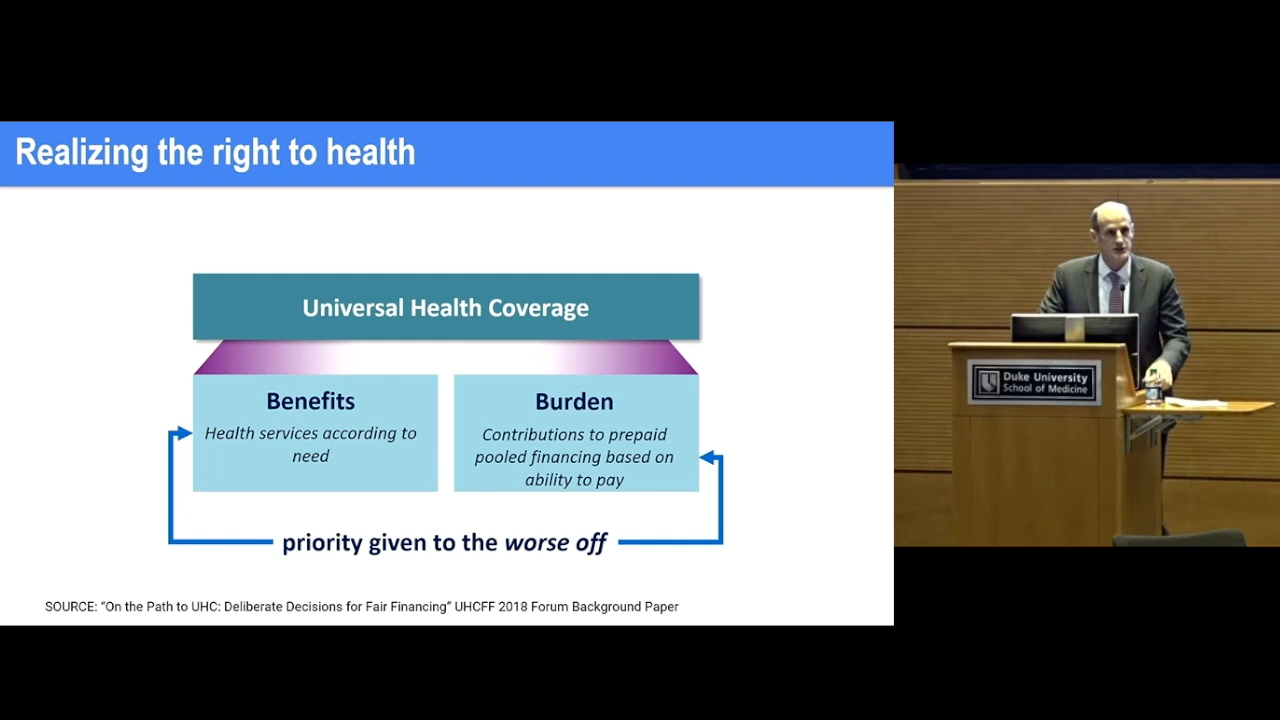 Realizing the right to health
Universal Health Coverage
Benefits
Health services according to
need
Burden
Contributions to prepaid
pooled financing based on
ability to pay
priority given to the worse off
SOURCE: “On the Path to UHC: Deliberate Decisions for Fair Financing” UHCFF 2018 Forum Background Paper
Duke University
School of Medicine